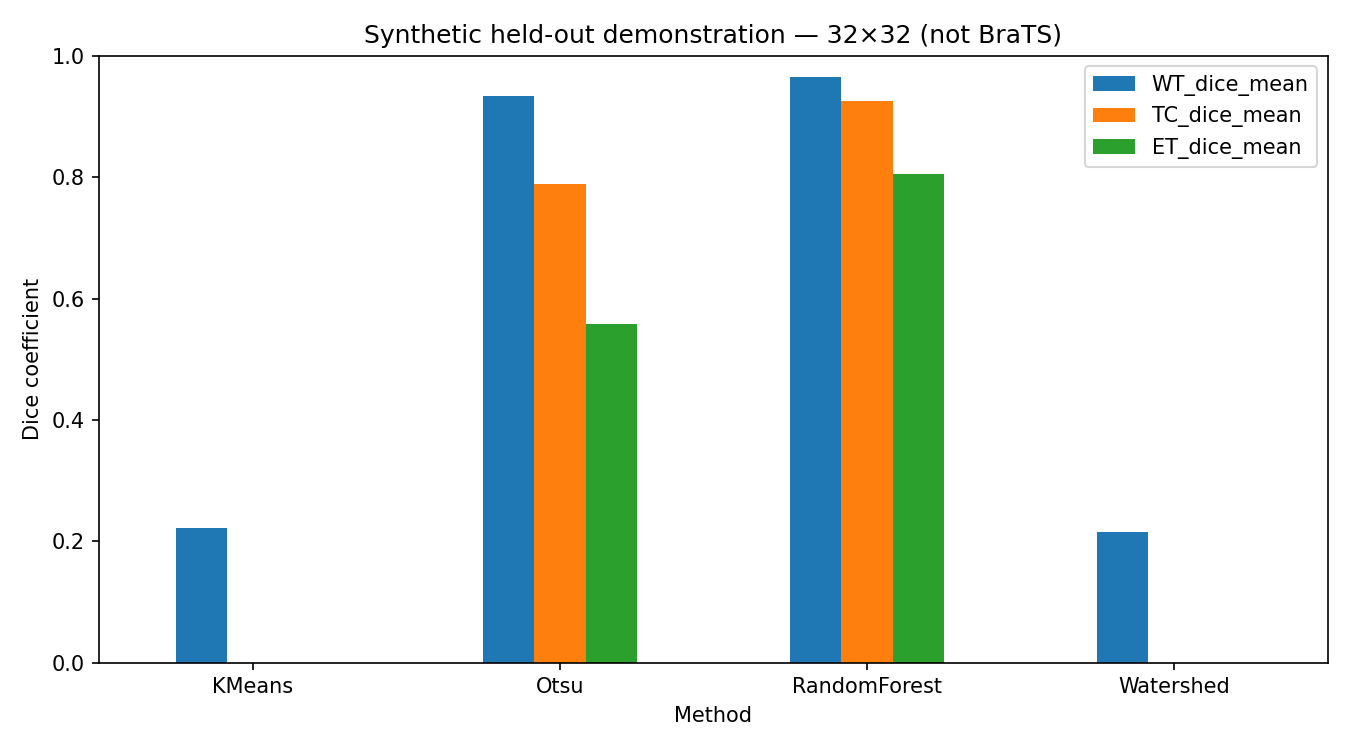 Synthetic held-out demonstration — 32×32 (not BraTS)
WT_dice_mean
TC_dice_mean
ET_dice_mean
Dice coefficient
1.0
0.8
0.6
0.4
0.2
0.0
KMeans
Otsu
RandomForest
Watershed
Method